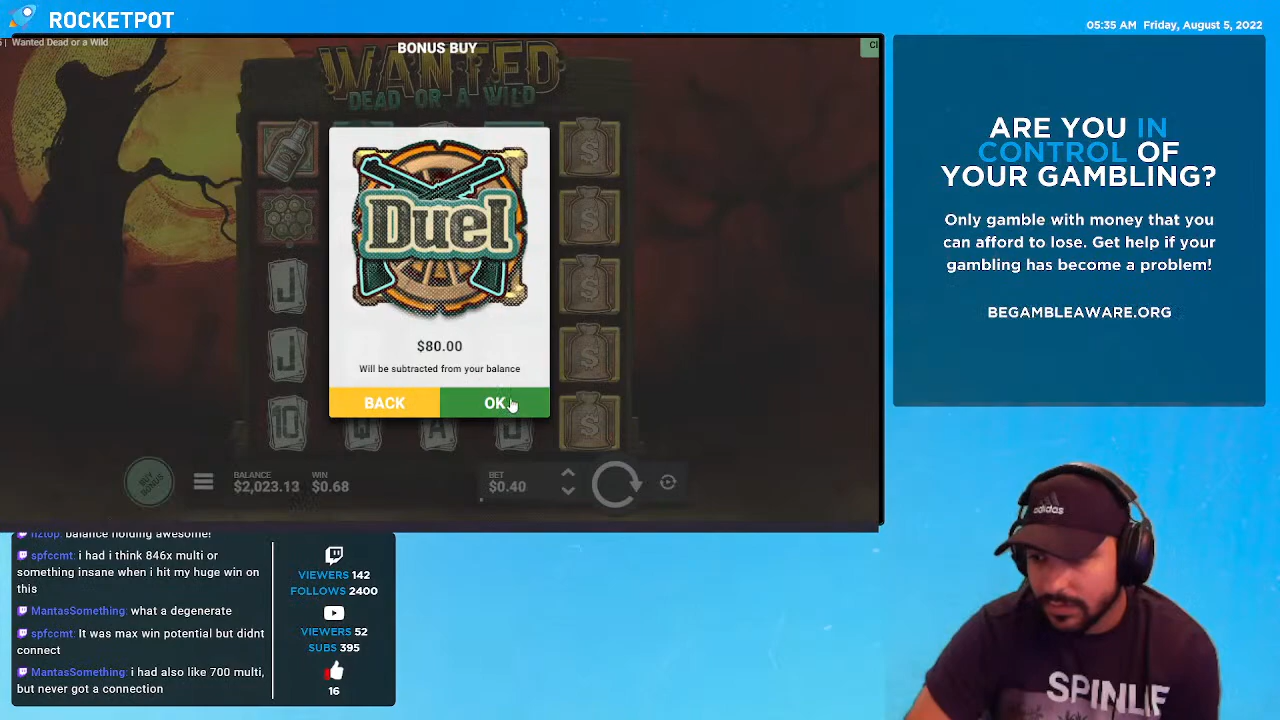 ROCKETPOT
05:35 AM Friday, August 5, 2022
| Wanted Dead or a Wild
BONUS BUY
Cl
WANTED
DEAD OR A WILD
Duel
$80.00
Will be subtracted from your balance
BACK
OK
J
J
10
Q
A
J
BUY
BONUS
BALANCE
$2,023.13
WIN
$0.68
BET
$0.40
ARE YOU IN
CONTROL OF
YOUR GAMBLING?
Only gamble with money that you
can afford to lose. Get help if your
gambling has become a problem!
BEGAMBLEAWARE.ORG
balance holding awesome!
spfccmt: i had i think 846x multi or
something insane when i hit my huge win on
this
MantasSomething: what a degenerate
spfccmt: It was max win potential but didnt
connect
MantasSomething: i had also like 700 multi,
but never got a connection
VIEWERS 142
FOLLOWS 2400
VIEWERS 52
SUBS 395
16
adidas
SPINLIF